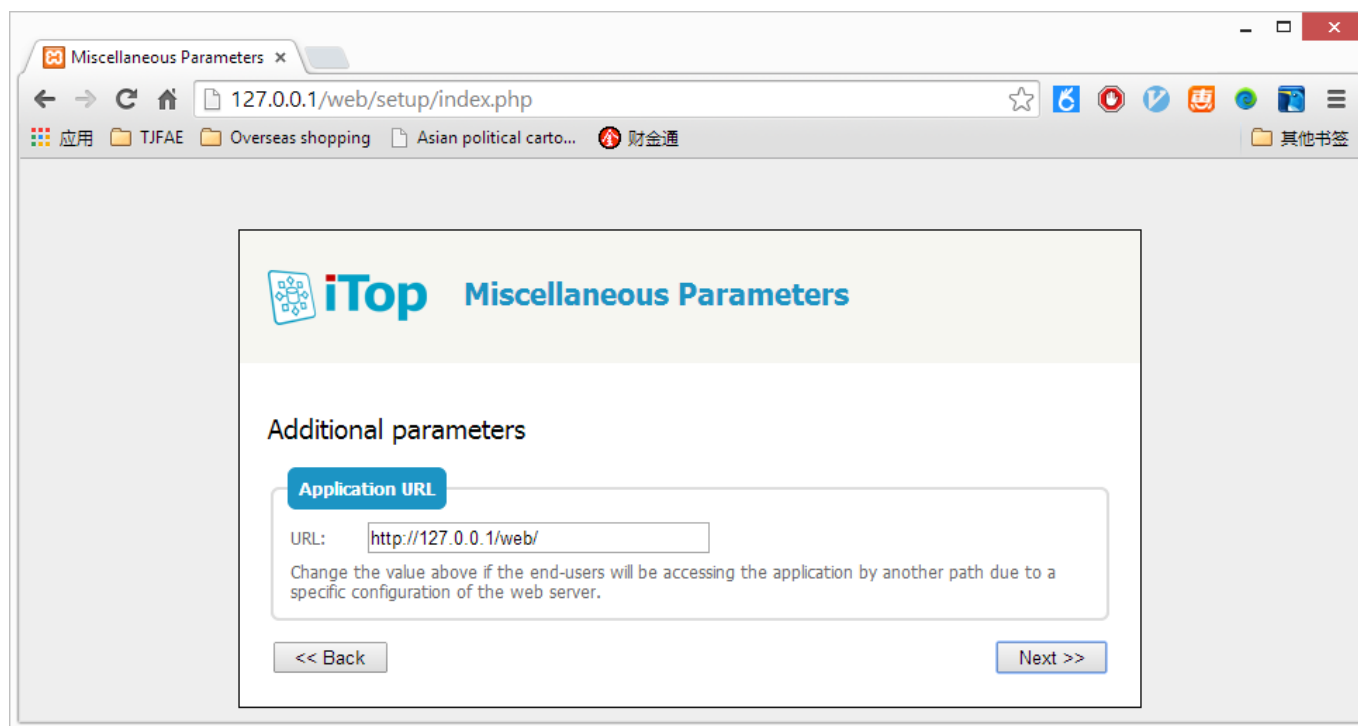 Miscellaneous Parameters
127.0.0.1/web/setup/index.php
应用 TJFAE Overseas shopping Asian political carto... 财金通 其他书签
iTop Miscellaneous Parameters
Additional parameters
Application URL
URL: http://127.0.0.1/web/
Change the value above if the end-users will be accessing the application by another path due to a
specific configuration of the web server.
<< Back Next >>